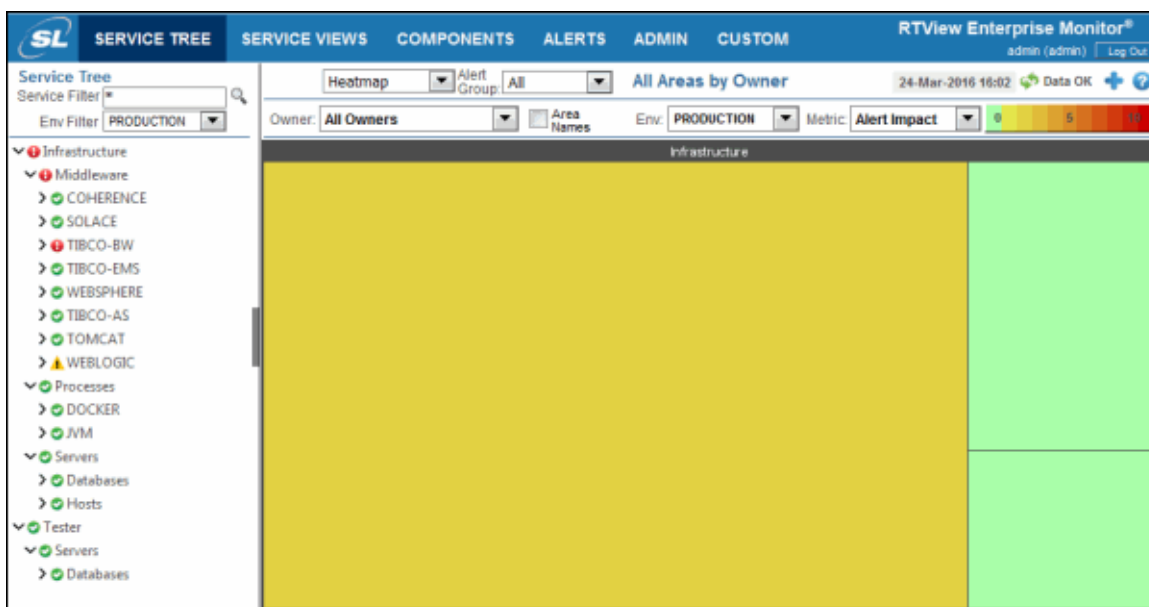 SL SERVICE TREE SERVICE VIEWS COMPONENTS ALERTS ADMIN CUSTOM RTView Enterprise Monitor®
admin (admin) Log Out
Service Tree
Service Filter *
Env Filter PRODUCTION
Heatmap Alert Group: All All Areas by Owner 24-Mar-2016 16:02 Data OK
Owner: All Owners Area Names Env: PRODUCTION Metric: Alert Impact 0 5 10
Infrastructure
Infrastructure
Middleware
COHERENCE
SOLACE
TIBCO-BW
TIBCO-EMS
WEBSPHERE
TIBCO-AS
TOMCAT
WEBLOGIC
Processes
DOCKER
JVM
Servers
Databases
Hosts
Tester
Servers
Databases